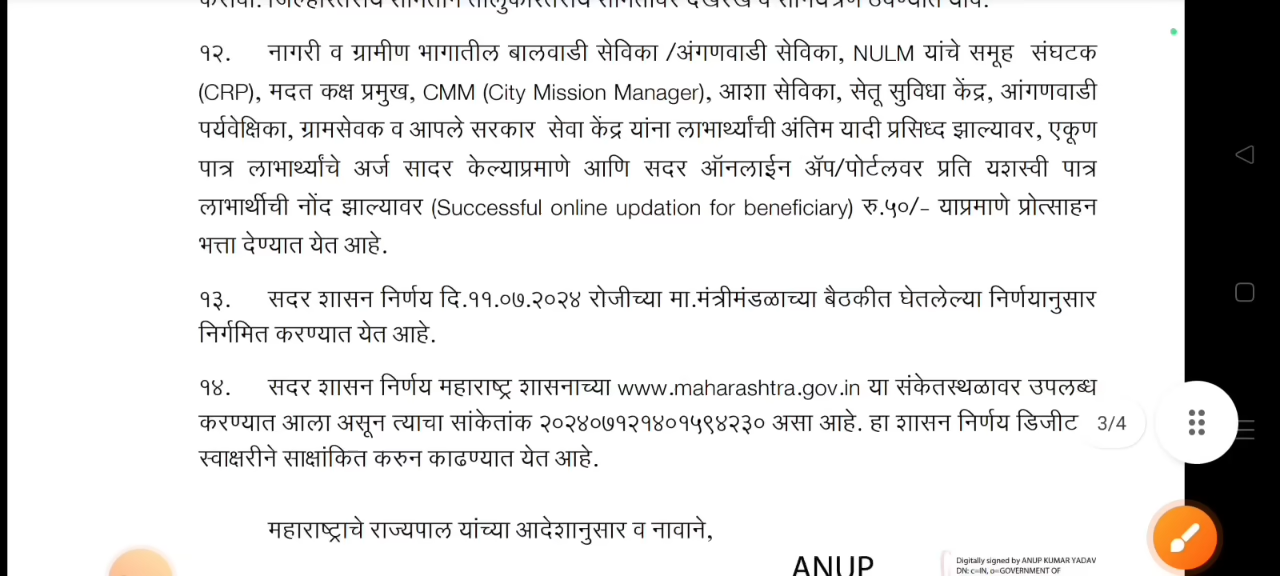 १२. नागरी व ग्रामीण भागातील बालवाडी सेविका /अंगणवाडी सेविका, NULM यांचे समूह संघटक
(CRP), मदत कक्ष प्रमुख, CMM (City Mission Manager), आशा सेविका, सेतू सुविधा केंद्र, आंगणवाडी
पर्यवेक्षिका, ग्रामसेवक व आपले सरकार सेवा केंद्र यांना लाभार्थ्यांची अंतिम यादी प्रसिध्द झाल्यावर, एकूण
पात्र लाभार्थ्यांचे अर्ज सादर केल्याप्रमाणे आणि सदर ऑनलाईन ॲप/पोर्टलवर प्रति यशस्वी पात्र
लाभार्थीची नोंद झाल्यावर (Successful online updation for beneficiary) रु.५०/- याप्रमाणे प्रोत्साहन
भत्ता देण्यात येत आहे.
१३. सदर शासन निर्णय दि.११.०७.२०२४ रोजीच्या मा.मंत्रीमंडळाच्या बैठकीत घेतलेल्या निर्णयानुसार
निर्गमित करण्यात येत आहे.
१४. सदर शासन निर्णय महाराष्ट्र शासनाच्या www.maharashtra.gov.in या संकेतस्थळावर उपलब्ध
करण्यात आला असून त्याचा सांकेतांक २०२४०७१२१४०१५९४२३० असा आहे. हा शासन निर्णय डिजीट 3/4
स्वाक्षरीने साक्षांकित करुन काढण्यात येत आहे.
महाराष्ट्राचे राज्यपाल यांच्या आदेशानुसार व नावाने,
ANUP
Digitally signed by ANUP KUMAR YADAV
DN: c=IN, o=GOVERNMENT OF